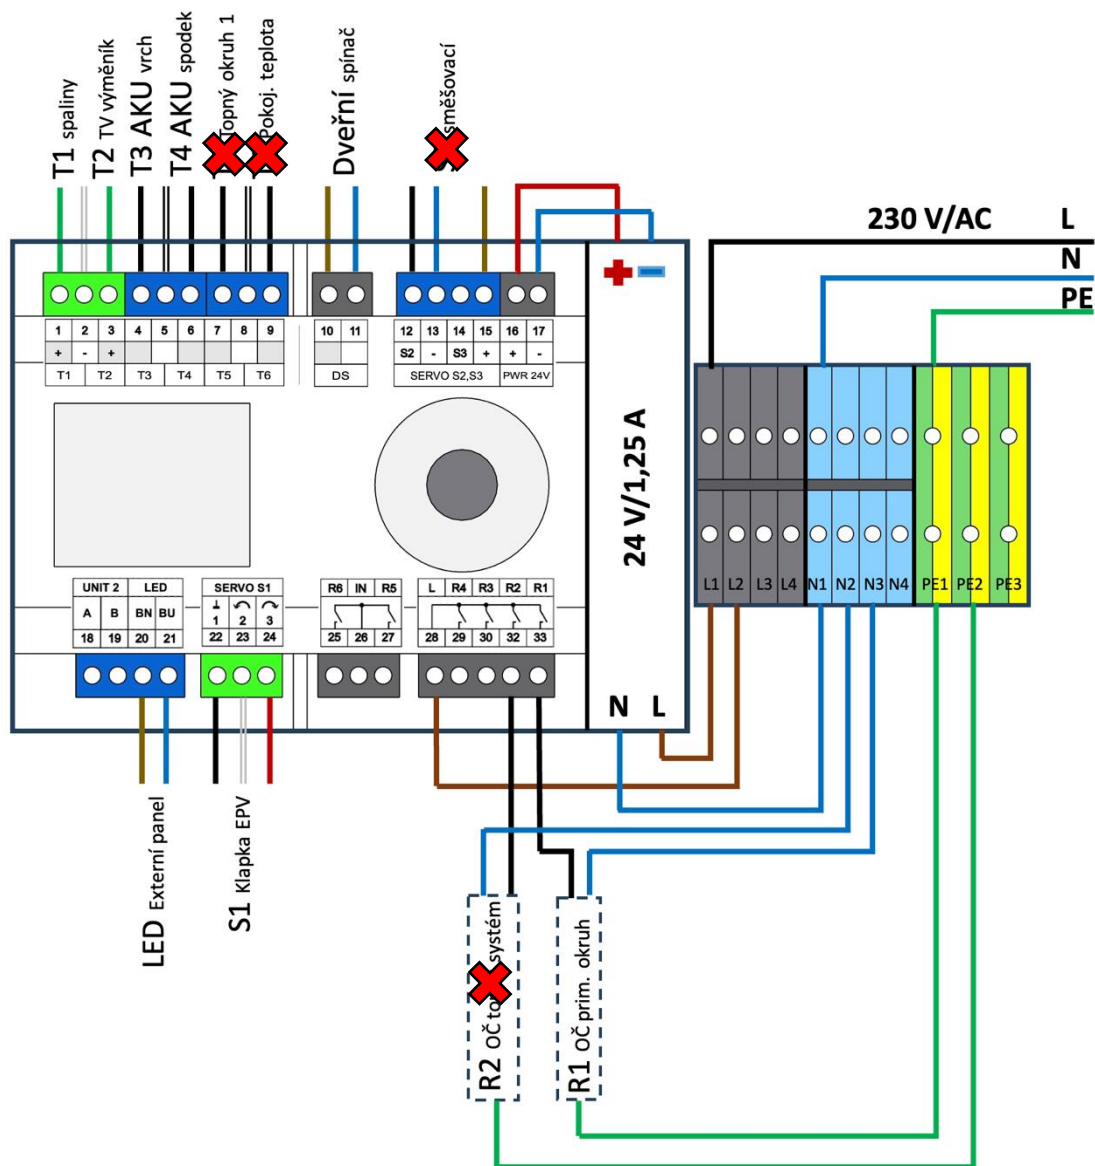 T1 spaliny
T2 TV výměník
T3 AKU vrch
T4 AKU spodek
Topný okruh 1
Pokoj. teplota
Dveřní spínač
směšovací
230 V/AC L
N
PE
1 2 3 4 5 6 7 8 9 10 11 12 13 14 15 16 17
+ - + S2 - S3 + + -
T1 T2 T3 T4 T5 T6 DS SERVO S2,S3 PWR 24V
24 V/1,25 A
L1 L2 L3 L4 N1 N2 N3 N4 PE1 PE2 PE3
UNIT 2 LED SERVO S1 R6 IN R5 L R4 R3 R2 R1
A B BN BU 1 2 3
18 19 20 21 22 23 24 25 26 27 28 29 30 32 33
N L
LED Externí panel
S1 Klapka EPV
R2 OČ systém
R1 OČ prim. okruh